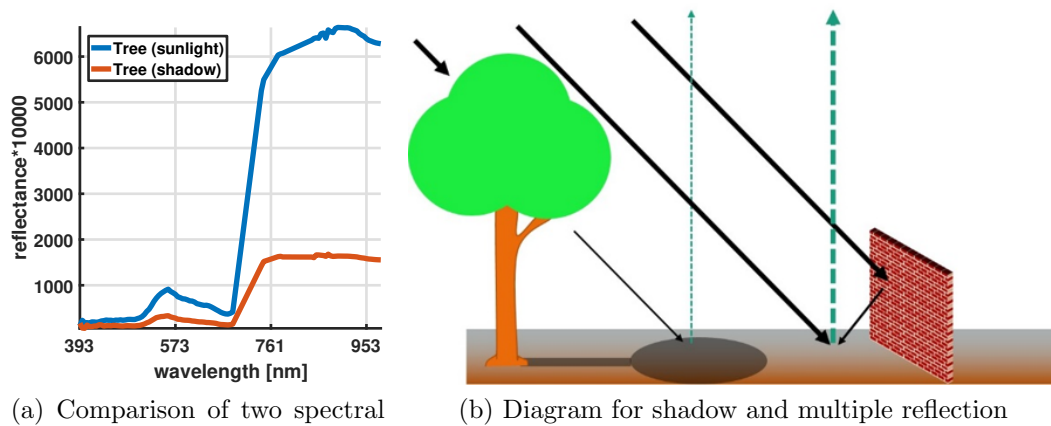 6000
5000
4000
3000
2000
1000
reflectance*10000
Tree (sunlight)
Tree (shadow)
393 573 761 953
wavelength [nm]
(a) Comparison of two spectral
(b) Diagram for shadow and multiple reflection